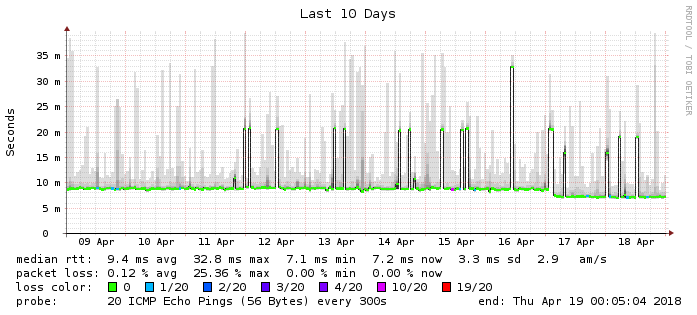 Last 10 Days
RRDTOOL / TOBI OETIKER
Seconds
35 m
30 m
25 m
20 m
15 m
10 m
5 m
0
09 Apr 10 Apr 11 Apr 12 Apr 13 Apr 14 Apr 15 Apr 16 Apr 17 Apr 18 Apr
median rtt: 9.4 ms avg 32.8 ms max 7.1 ms min 7.2 ms now 3.3 ms sd 2.9 am/s
packet loss: 0.12 % avg 25.36 % max 0.00 % min 0.00 % now
loss color: 0 1/20 2/20 3/20 4/20 10/20 19/20
probe: 20 ICMP Echo Pings (56 Bytes) every 300s end: Thu Apr 19 00:05:04 2018